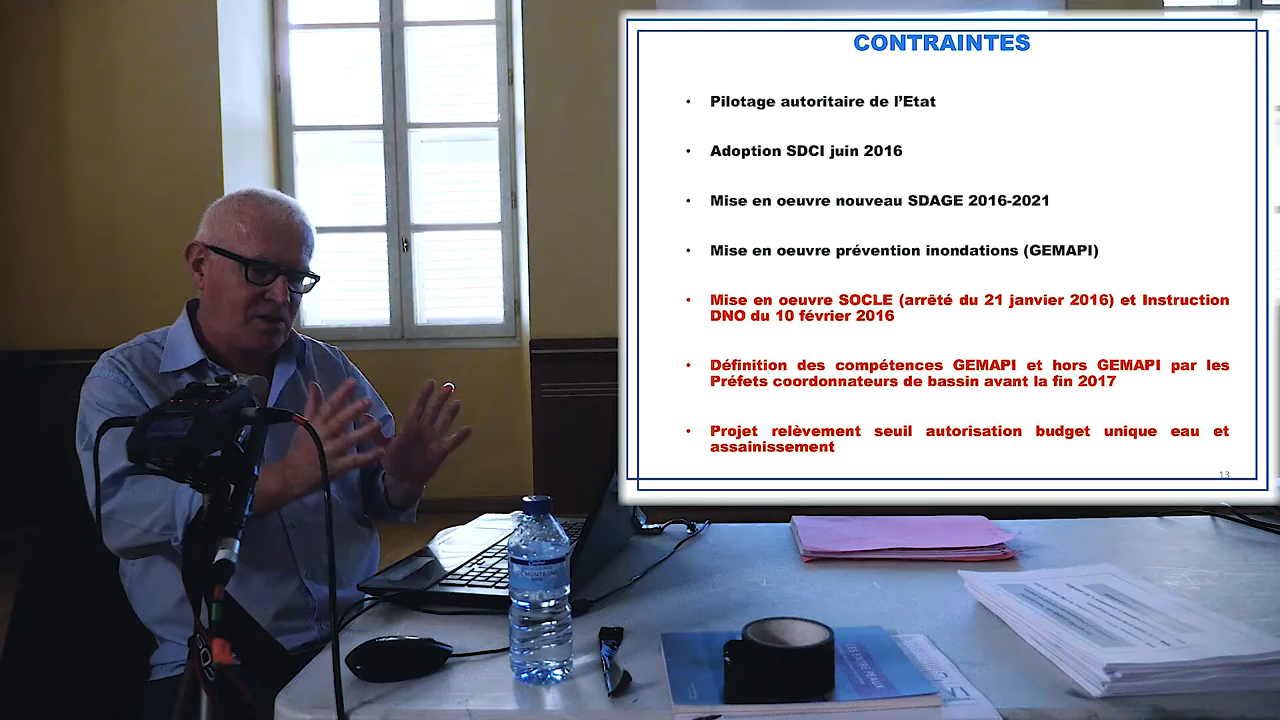 CONTRAINTES
• Pilotage autoritaire de l'Etat
• Adoption SDCI juin 2016
• Mise en oeuvre nouveau SDAGE 2016-2021
• Mise en oeuvre prévention inondations (GEMAPI)
• Mise en oeuvre SOCLE (arrêté du 21 janvier 2016) et Instruction
DNO du 10 février 2016
• Définition des compétences GEMAPI et hors GEMAPI par les
Préfets coordonnateurs de bassin avant la fin 2017
• Projet relèvement seuil autorisation budget unique eau et
assainissement
13
LES ENTREPEAUX